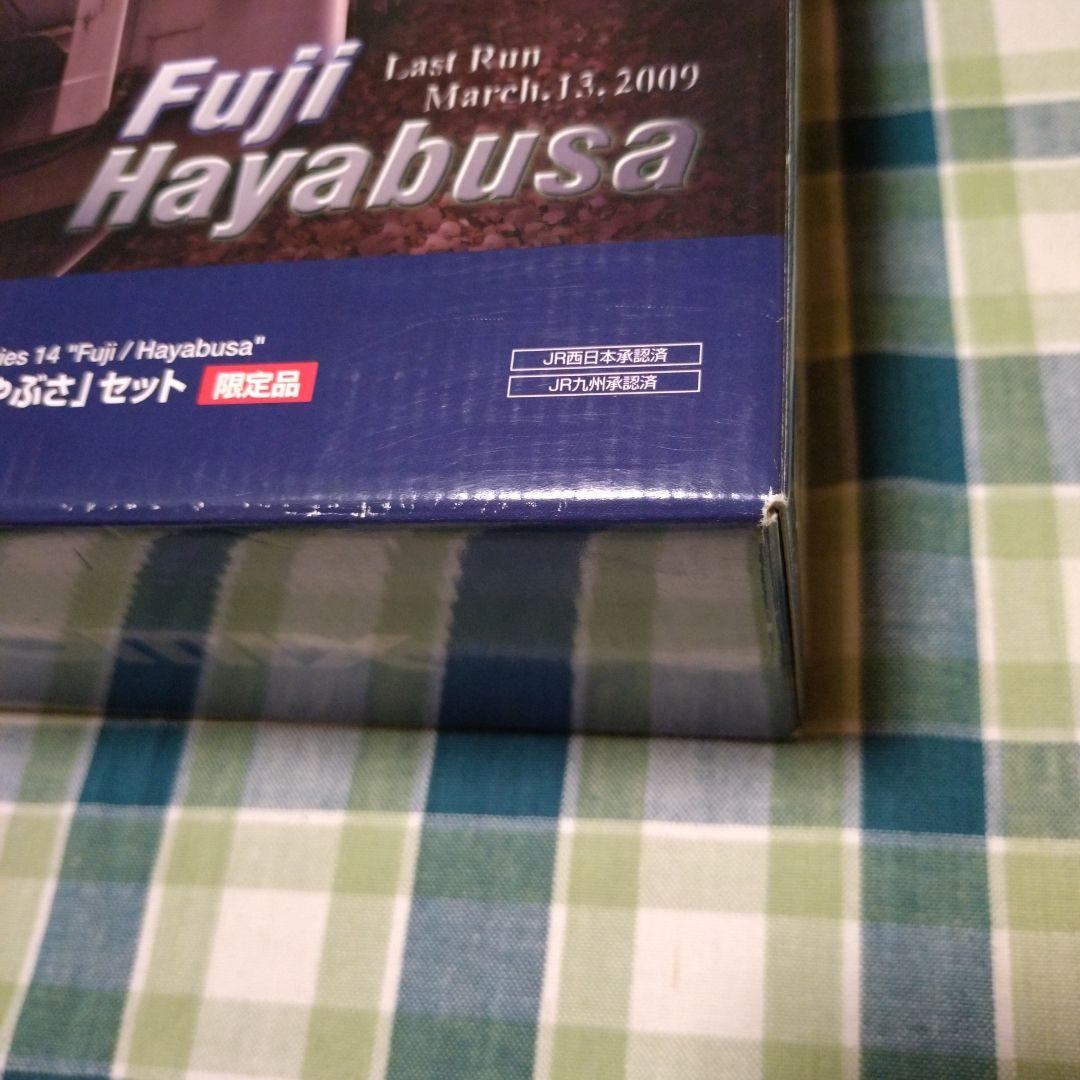 Fuji
Last Run
March.13.2009
Hayabusa
ies 14 "Fuji / Hayabusa"
ぶさ」セット 限定品
JR西日本承認済
JR九州承認済